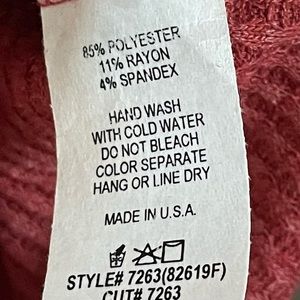 85% POLYESTER
11% RAYON
4% SPANDEX
HAND WASH
WITH COLD WATER
DO NOT BLEACH
COLOR SEPARATE
HANG OR LINE DRY
MADE IN U.S.A.
STYLE# 7263(82619F)
CUT# 7263